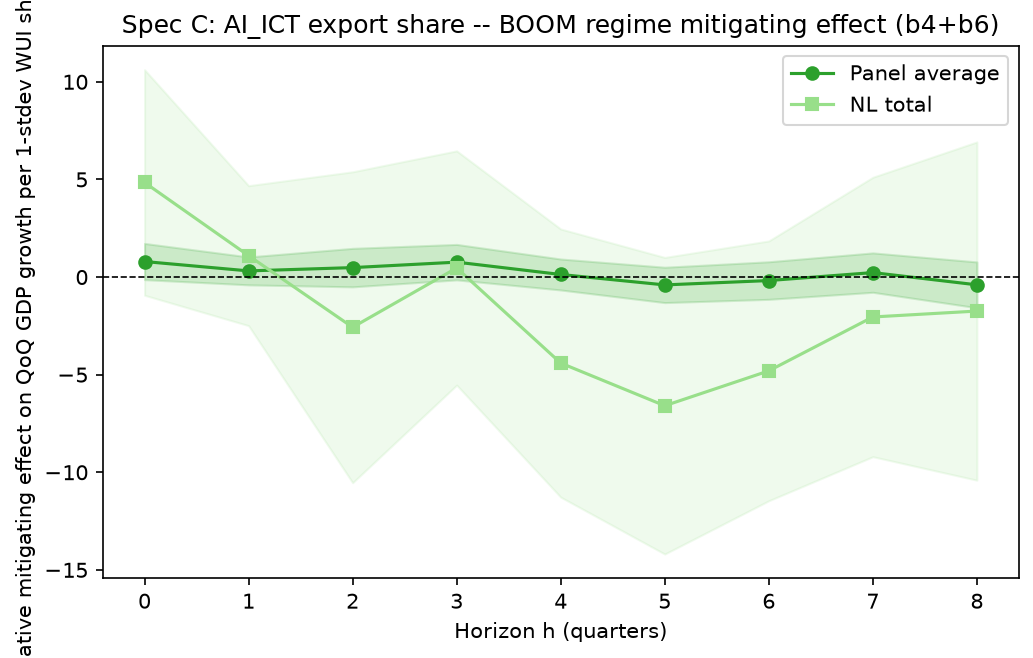 Spec C: AI_ICT export share -- BOOM regime mitigating effect (b4+b6)
ative mitigating effect on QoQ GDP growth per 1-stdev WUI sh
10
5
0
−5
−10
−15
Panel average
NL total
0 1 2 3 4 5 6 7 8
Horizon h (quarters)